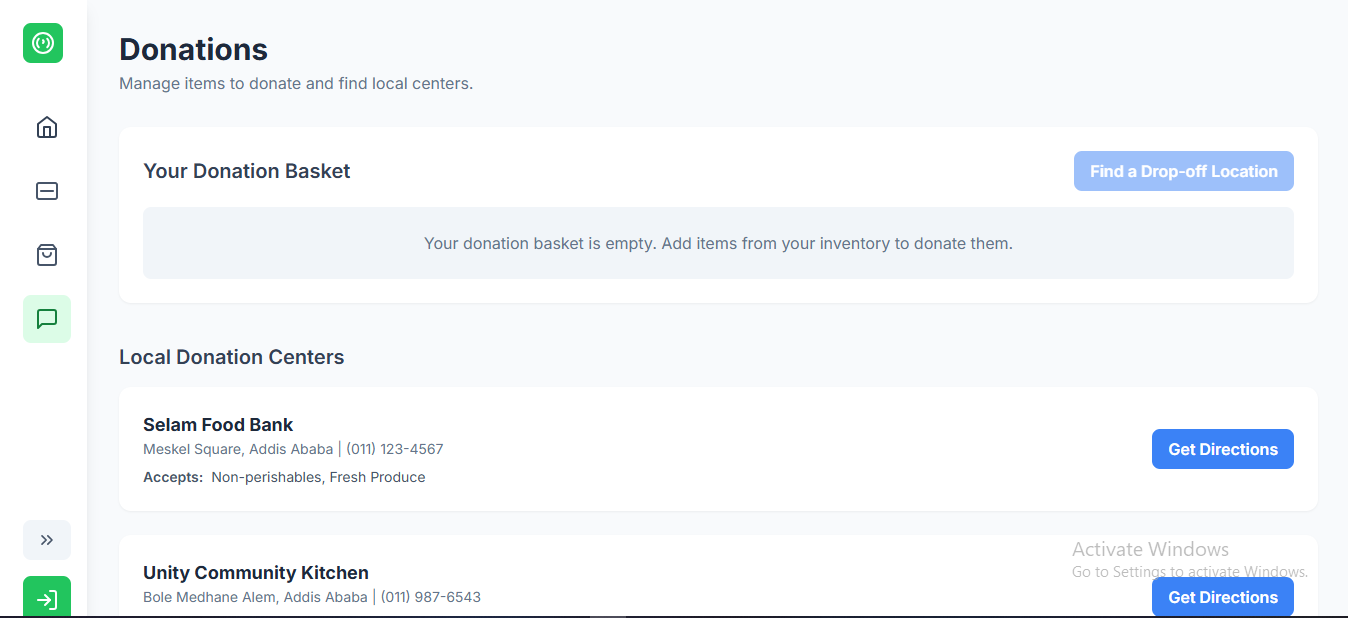 Donations
Manage items to donate and find local centers.
Your Donation Basket
Find a Drop-off Location
Your donation basket is empty. Add items from your inventory to donate them.
Local Donation Centers
Selam Food Bank
Meskel Square, Addis Ababa | (011) 123-4567
Accepts: Non-perishables, Fresh Produce
Get Directions
Unity Community Kitchen
Bole Medhane Alem, Addis Ababa | (011) 987-6543
Get Directions
Activate Windows
Go to Settings to activate Windows.